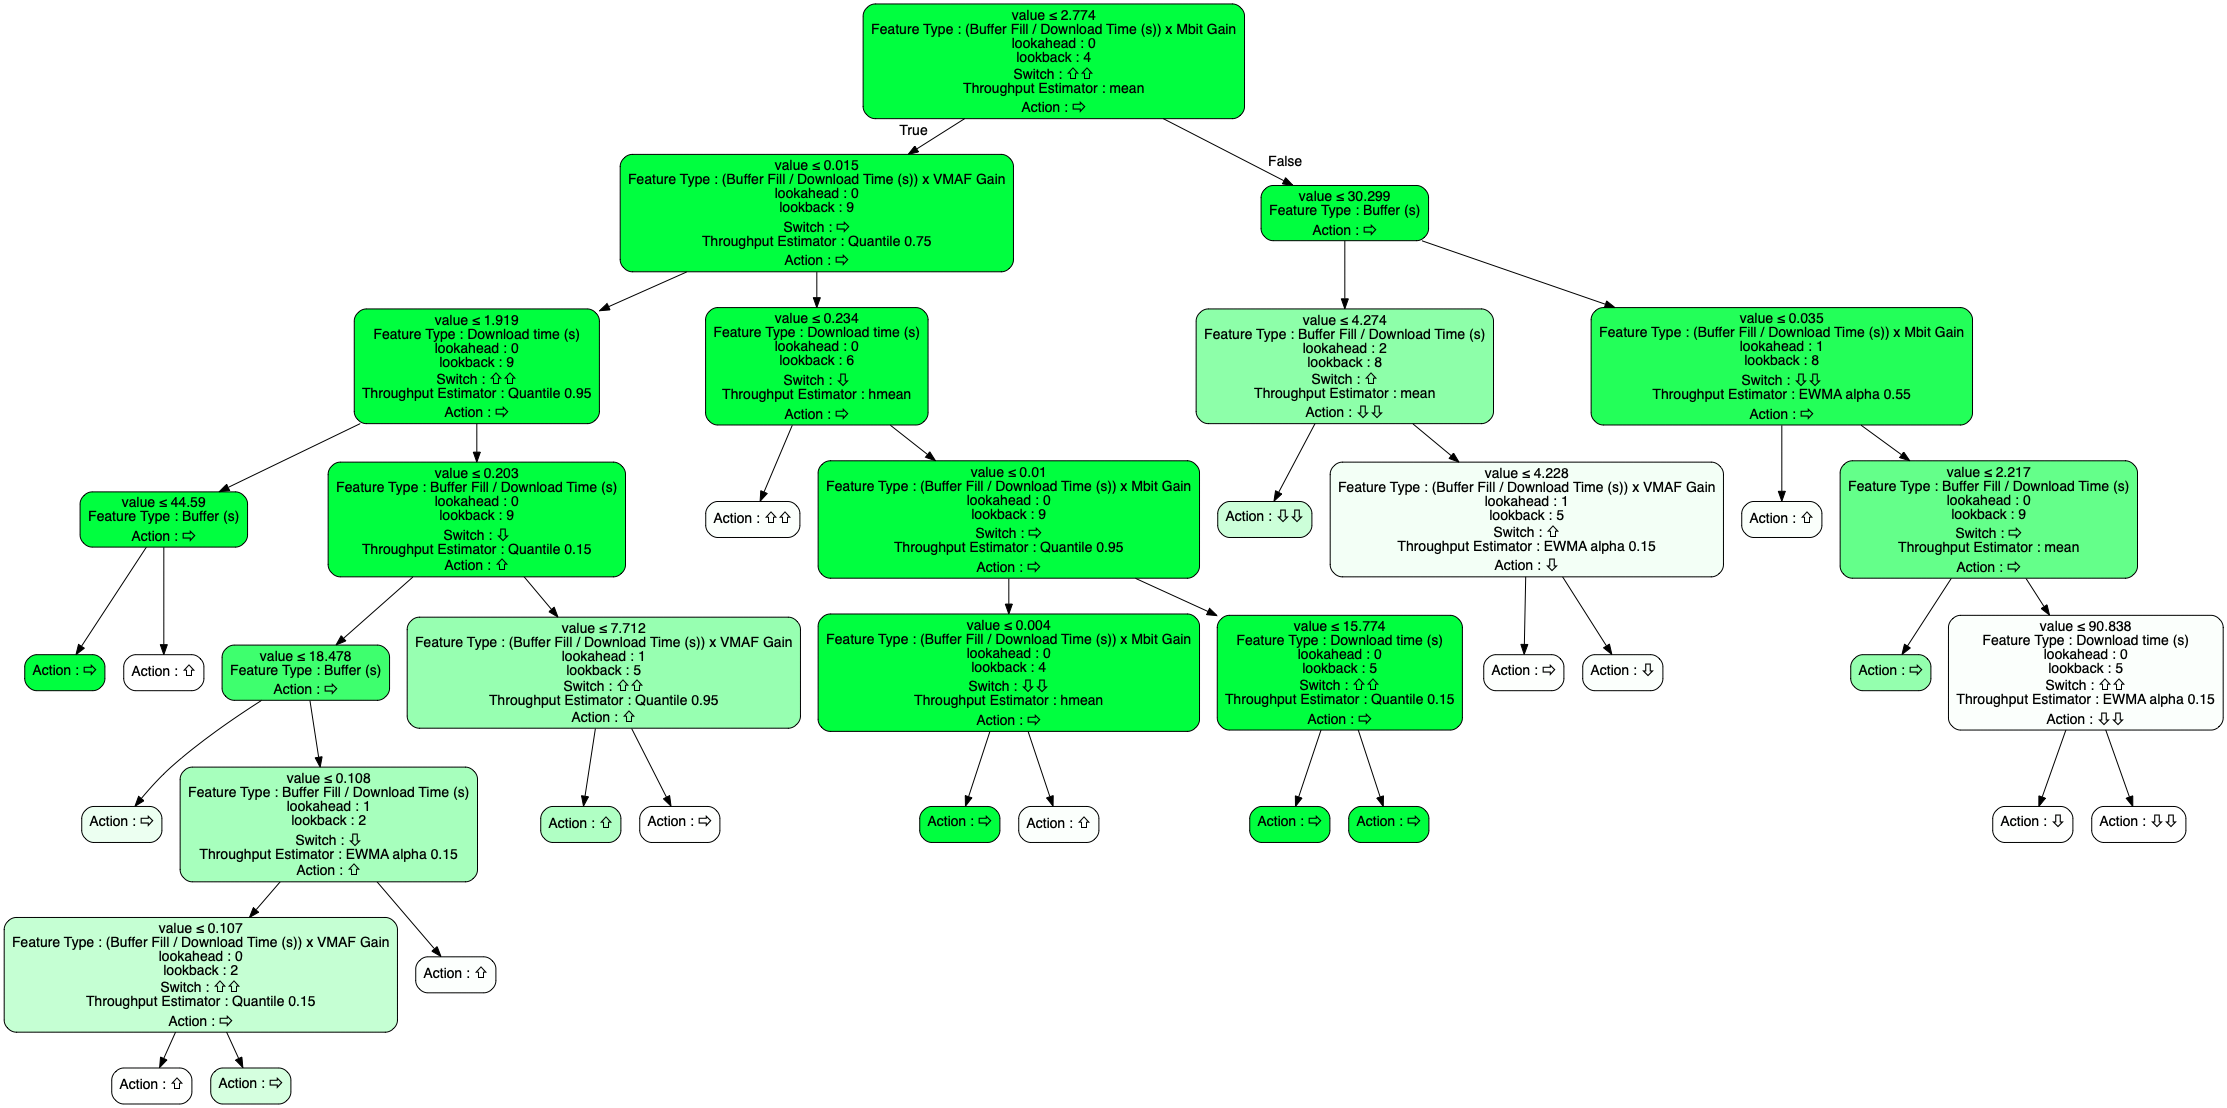 value ≤ 2.774
Feature Type : (Buffer Fill / Download Time (s)) x Mbit Gain
lookahead : 0
lookback : 4
Switch : ⇧⇧
Throughput Estimator : mean
Action : ⇨
True
False
value ≤ 0.015
Feature Type : (Buffer Fill / Download Time (s)) x VMAF Gain
lookahead : 0
lookback : 9
Switch : ⇨
Throughput Estimator : Quantile 0.75
Action : ⇨
value ≤ 30.299
Feature Type : Buffer (s)
Action : ⇨
value ≤ 1.919
Feature Type : Download time (s)
lookahead : 0
lookback : 9
Switch : ⇧⇧
Throughput Estimator : Quantile 0.95
Action : ⇨
value ≤ 0.234
Feature Type : Download time (s)
lookahead : 0
lookback : 6
Switch : ⇩
Throughput Estimator : hmean
Action : ⇨
value ≤ 4.274
Feature Type : Buffer Fill / Download Time (s)
lookahead : 2
lookback : 8
Switch : ⇧
Throughput Estimator : mean
Action : ⇩⇩
value ≤ 0.035
Feature Type : (Buffer Fill / Download Time (s)) x Mbit Gain
lookahead : 1
lookback : 8
Switch : ⇩⇩
Throughput Estimator : EWMA alpha 0.55
Action : ⇨
value ≤ 44.59
Feature Type : Buffer (s)
Action : ⇨
value ≤ 0.203
Feature Type : Buffer Fill / Download Time (s)
lookahead : 0
lookback : 9
Switch : ⇩
Throughput Estimator : Quantile 0.15
Action : ⇧
Action : ⇧⇧
value ≤ 0.01
Feature Type : (Buffer Fill / Download Time (s)) x Mbit Gain
lookahead : 0
lookback : 9
Switch : ⇨
Throughput Estimator : Quantile 0.95
Action : ⇨
Action : ⇩⇩
value ≤ 4.228
Feature Type : (Buffer Fill / Download Time (s)) x VMAF Gain
lookahead : 1
lookback : 5
Switch : ⇧
Throughput Estimator : EWMA alpha 0.15
Action : ⇩
Action : ⇧
value ≤ 2.217
Feature Type : Buffer Fill / Download Time (s)
lookahead : 0
lookback : 9
Switch : ⇨
Throughput Estimator : mean
Action : ⇨
Action : ⇨
Action : ⇧
value ≤ 18.478
Feature Type : Buffer (s)
Action : ⇨
value ≤ 7.712
Feature Type : (Buffer Fill / Download Time (s)) x VMAF Gain
lookahead : 1
lookback : 5
Switch : ⇧⇧
Throughput Estimator : Quantile 0.95
Action : ⇧
value ≤ 0.004
Feature Type : (Buffer Fill / Download Time (s)) x Mbit Gain
lookahead : 0
lookback : 4
Switch : ⇩⇩
Throughput Estimator : hmean
Action : ⇨
value ≤ 15.774
Feature Type : Download time (s)
lookahead : 0
lookback : 5
Switch : ⇧⇧
Throughput Estimator : Quantile 0.15
Action : ⇨
Action : ⇨
Action : ⇩
Action : ⇨
value ≤ 90.838
Feature Type : Download time (s)
lookahead : 0
lookback : 5
Switch : ⇧⇧
Throughput Estimator : EWMA alpha 0.15
Action : ⇩⇩
Action : ⇨
value ≤ 0.108
Feature Type : Buffer Fill / Download Time (s)
lookahead : 1
lookback : 2
Switch : ⇩
Throughput Estimator : EWMA alpha 0.15
Action : ⇧
Action : ⇧
Action : ⇨
Action : ⇨
Action : ⇧
Action : ⇨
Action : ⇨
Action : ⇩
Action : ⇩⇩
value ≤ 0.107
Feature Type : (Buffer Fill / Download Time (s)) x VMAF Gain
lookahead : 0
lookback : 2
Switch : ⇧⇧
Throughput Estimator : Quantile 0.15
Action : ⇨
Action : ⇧
Action : ⇧
Action : ⇨